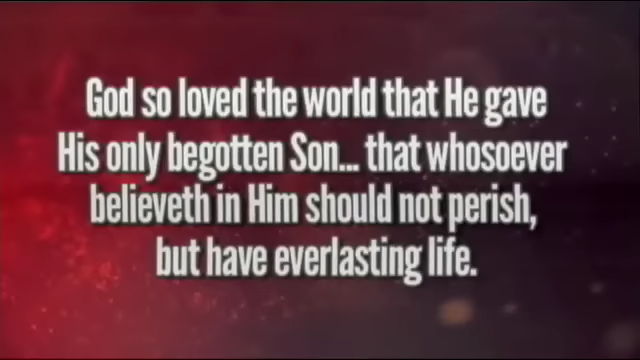 God so loved the world that He gave
His only begotten Son... that whosoever
believeth in Him should not perish,
but have everlasting life.